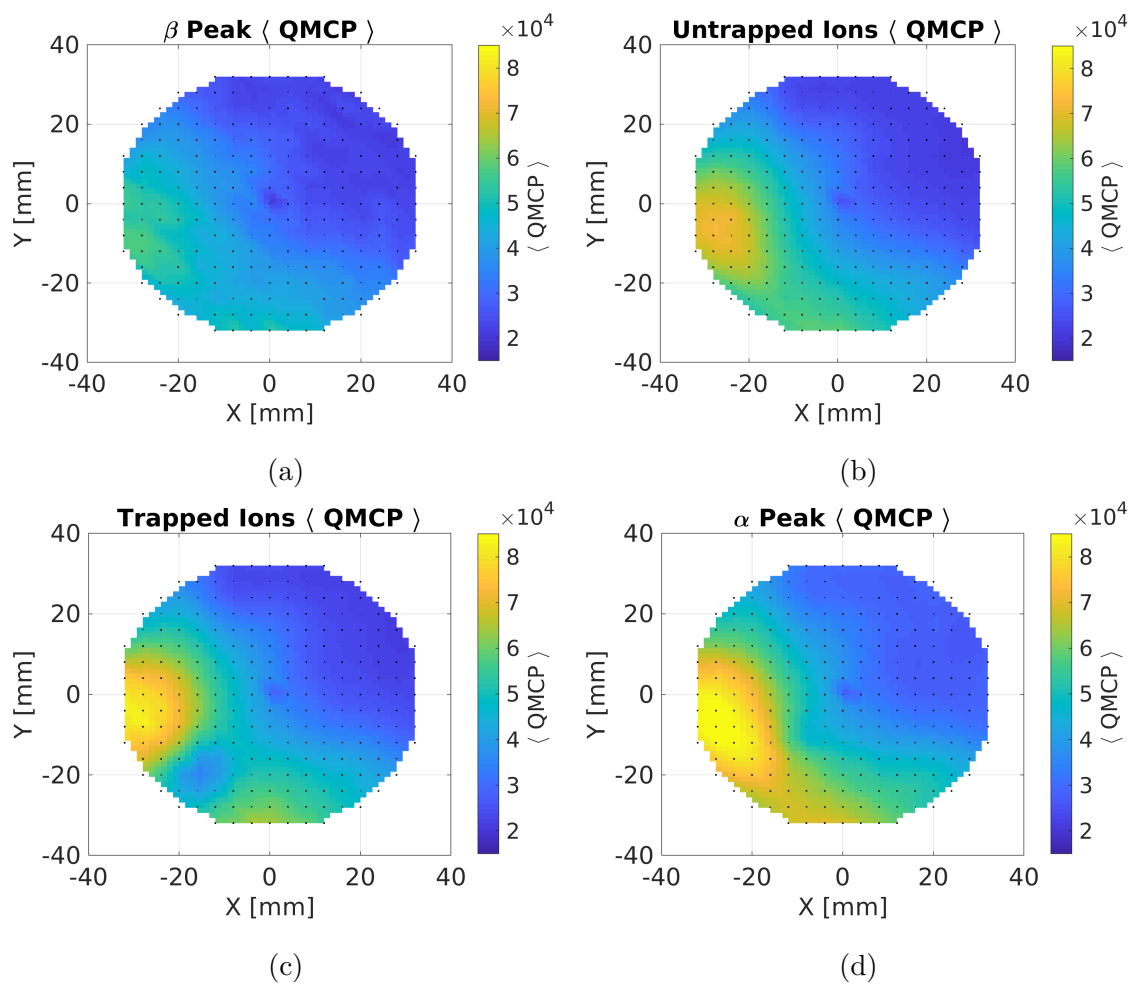 β Peak ⟨ QMCP ⟩
×10^4
40
20
0
-20
-40
Y [mm]
-40 -20 0 20 40
X [mm]
8
7
6
5
4
3
2
⟨ QMCP ⟩
(a)
Untrapped Ions ⟨ QMCP ⟩
×10^4
40
20
0
-20
-40
Y [mm]
-40 -20 0 20 40
X [mm]
8
7
6
5
4
3
2
⟨ QMCP ⟩
(b)
Trapped Ions ⟨ QMCP ⟩
×10^4
40
20
0
-20
-40
Y [mm]
-40 -20 0 20 40
X [mm]
8
7
6
5
4
3
2
⟨ QMCP ⟩
(c)
α Peak ⟨ QMCP ⟩
×10^4
40
20
0
-20
-40
Y [mm]
-40 -20 0 20 40
X [mm]
8
7
6
5
4
3
2
⟨ QMCP ⟩
(d)